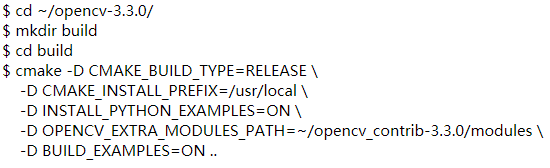 $ cd ~/opencv-3.3.0/
$ mkdir build
$ cd build
$ cmake -D CMAKE_BUILD_TYPE=RELEASE \
-D CMAKE_INSTALL_PREFIX=/usr/local \
-D INSTALL_PYTHON_EXAMPLES=ON \
-D OPENCV_EXTRA_MODULES_PATH=~/opencv_contrib-3.3.0/modules \
-D BUILD_EXAMPLES=ON ..